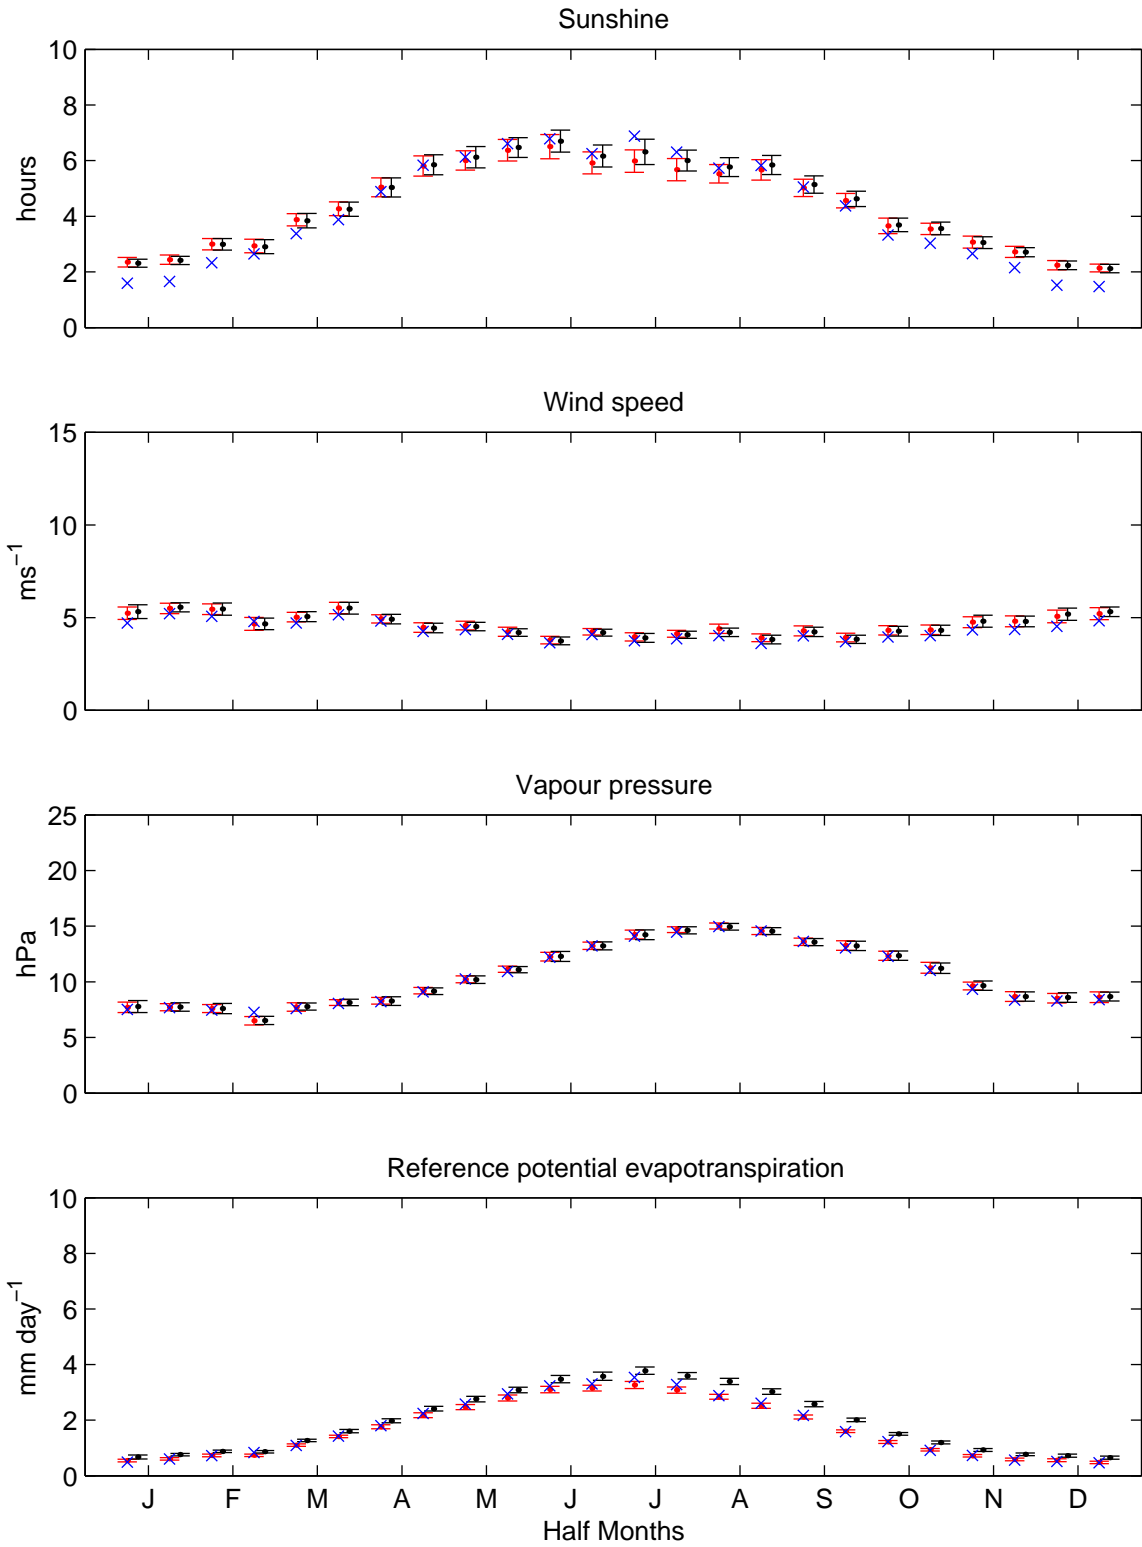 Sunshine
10
8
6
4
2
0
hours
Wind speed
15
10
5
0
ms⁻¹
Vapour pressure
25
20
15
10
5
0
hPa
Reference potential evapotranspiration
10
8
6
4
2
0
mm day⁻¹
J F M A M J J A S O N D
Half Months